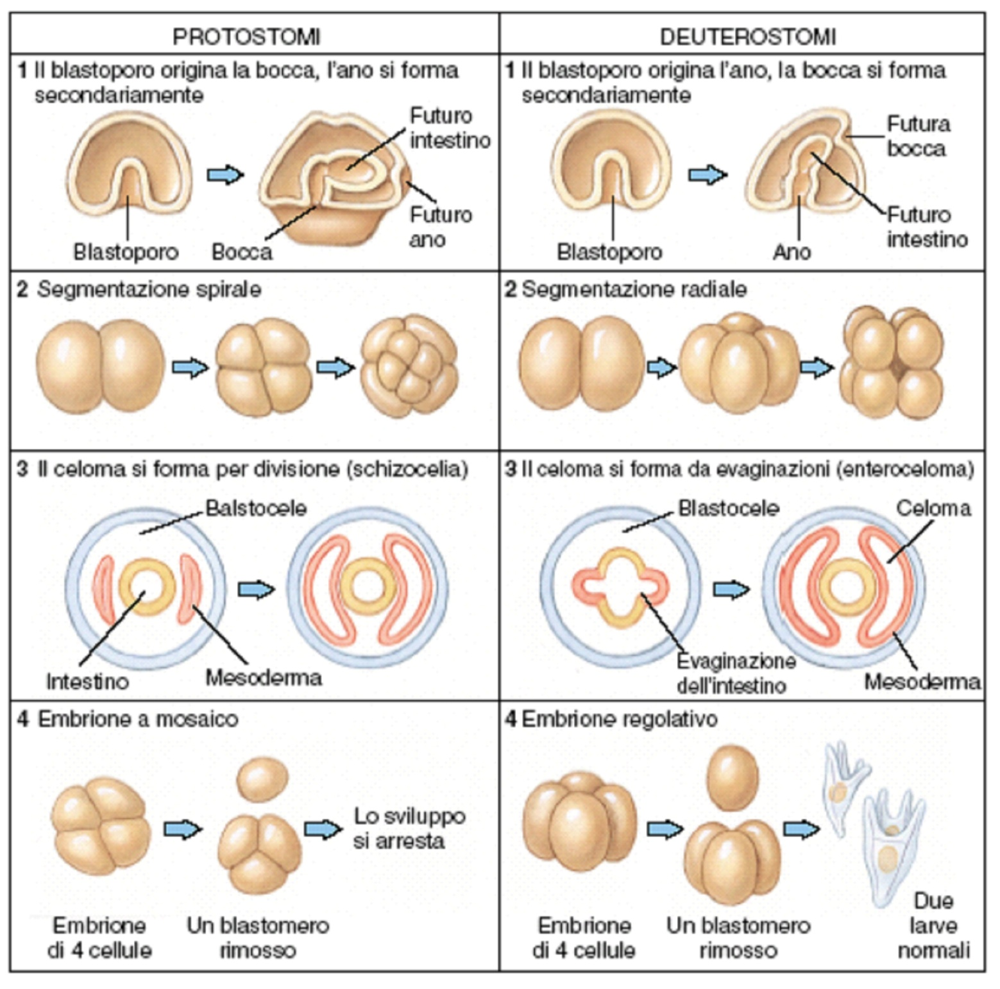 PROTOSTOMI
DEUTEROSTOMI
1 Il blastoporo origina la bocca, l'ano si forma
secondariamente
Futuro
intestino
Futuro
ano
Blastoporo
Bocca
1 Il blastoporo origina l'ano, la bocca si forma
secondariamente
Futura
bocca
Futuro
intestino
Blastoporo
Ano
2 Segmentazione spirale
2 Segmentazione radiale
3 Il celoma si forma per divisione (schizocelia)
Balstocele
Intestino
Mesoderma
3 Il celoma si forma da evaginazioni (enteroceloma)
Blastocele
Celoma
Evaginazione
dell'intestino
Mesoderma
4 Embrione a mosaico
Lo sviluppo
si arresta
Embrione
di 4 cellule
Un blastomero
rimosso
4 Embrione regolativo
Embrione
di 4 cellule
Un blastomero
rimosso
Due
larve
normali